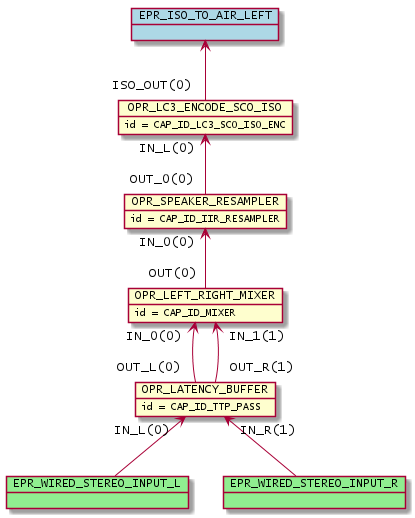 EPR_ISO_TO_AIR_LEFT
ISO_OUT(0)
OPR_LC3_ENCODE_SCO_ISO
id = CAP_ID_LC3_SCO_ISO_ENC
IN_L(0)
OUT_0(0)
OPR_SPEAKER_RESAMPLER
id = CAP_ID_IIR_RESAMPLER
IN_0(0)
OUT(0)
OPR_LEFT_RIGHT_MIXER
id = CAP_ID_MIXER
IN_0(0) IN_1(1)
OUT_L(0) OUT_R(1)
OPR_LATENCY_BUFFER
id = CAP_ID_TTP_PASS
IN_L(0) IN_R(1)
EPR_WIRED_STEREO_INPUT_L EPR_WIRED_STEREO_INPUT_R